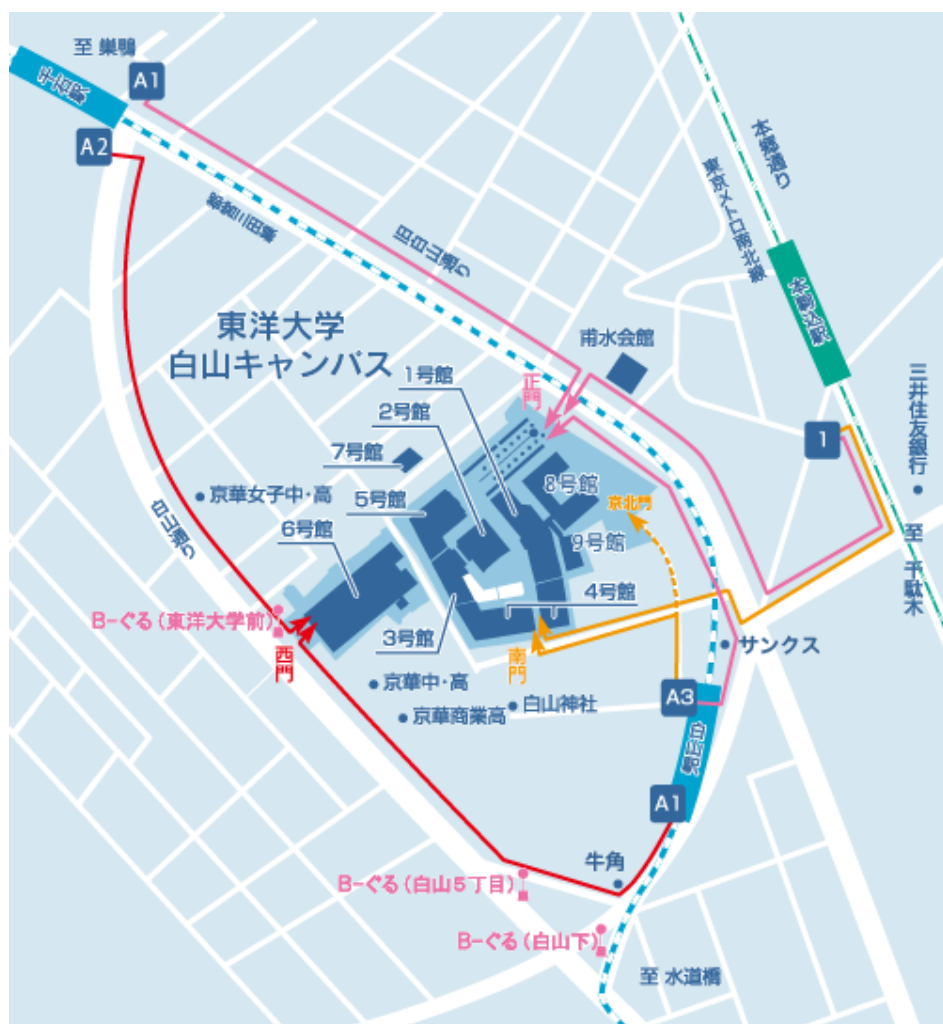 至 巣鴨
A1
千石駅
A2
本郷通り
東京メトロ南北線
都営三田線
旧白山通り
本駒込駅
東洋大学
白山キャンパス
甫水会館
正門
1号館
2号館
7号館
5号館
6号館
8号館
京北門
9号館
1
三井住友銀行
至 千駄木
京華女子中・高
白山通り
B-ぐる(東洋大学前)
西門
3号館
4号館
南門
サンクス
京華中・高
京華商業高
白山神社
A3
白山駅
A1
牛角
B-ぐる(白山5丁目)
B-ぐる(白山下)
至 水道橋